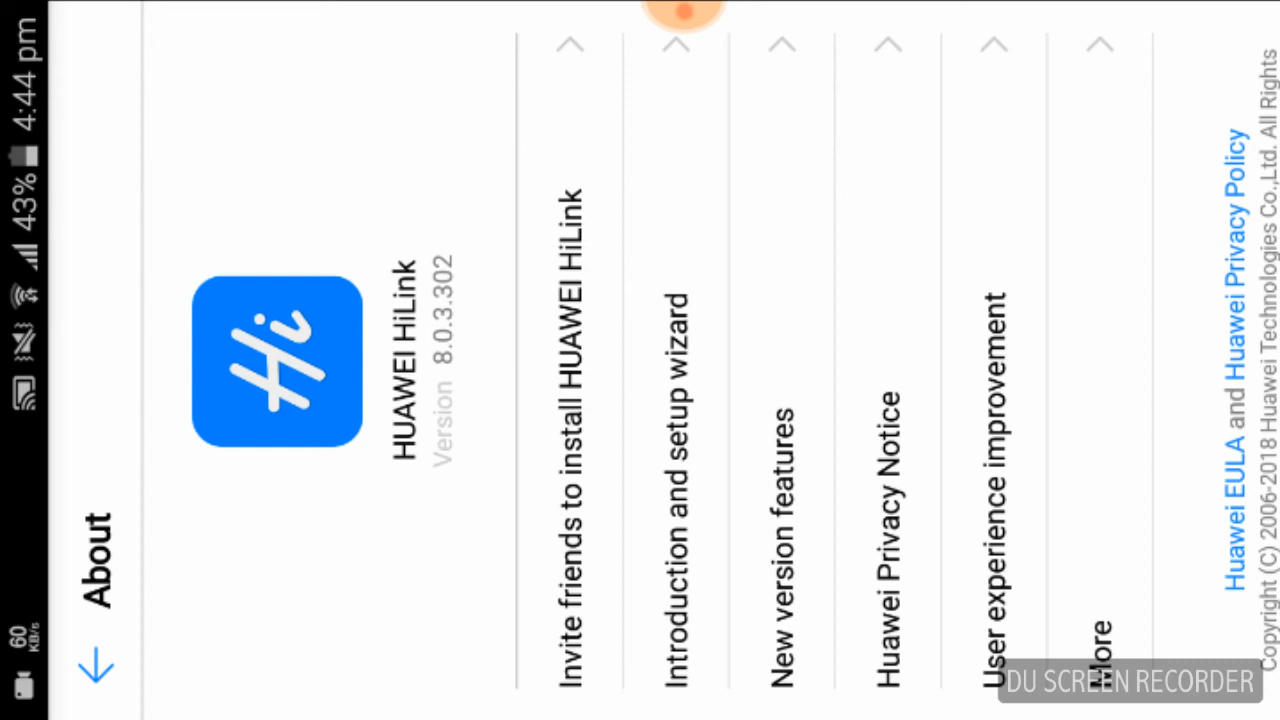 60 KB/s 43% 4:44 pm
About
Hi
HUAWEI HiLink
Version 8.0.3.302
Invite friends to install HUAWEI HiLink
Introduction and setup wizard
New version features
Huawei Privacy Notice
User experience improvement
More
Huawei EULA and Huawei Privacy Policy
Copyright (C) 2006-2018 Huawei Technologies Co.,Ltd. All Rights
DU SCREEN RECORDER